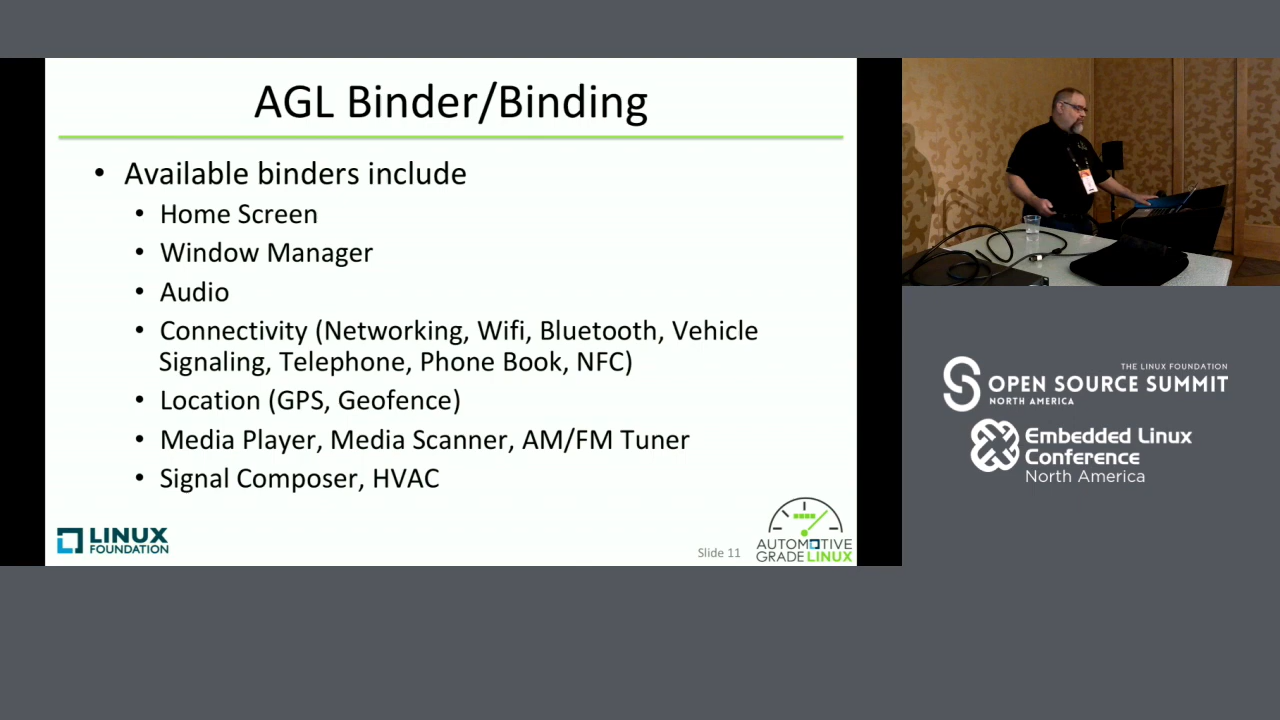 AGL Binder/Binding
• Available binders include
• Home Screen
• Window Manager
• Audio
• Connectivity (Networking, Wifi, Bluetooth, Vehicle
Signaling, Telephone, Phone Book, NFC)
• Location (GPS, Geofence)
• Media Player, Media Scanner, AM/FM Tuner
• Signal Composer, HVAC
LINUX
FOUNDATION
Slide 11
AUTOMOTIVE
GRADE LINUX
THE LINUX FOUNDATION
OPEN SOURCE SUMMIT
NORTH AMERICA
Embedded Linux
Conference
North America